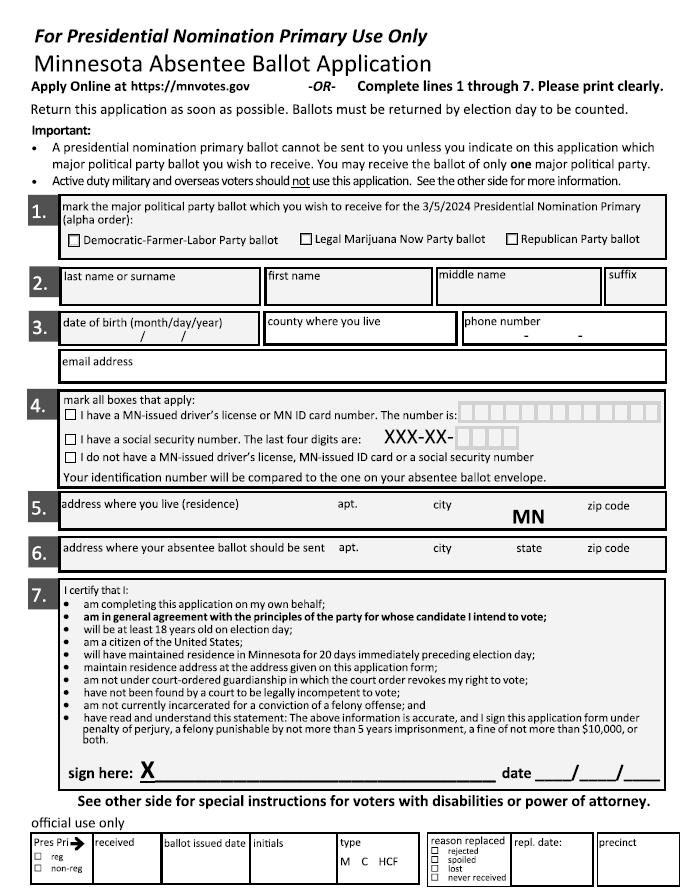 For Presidential Nomination Primary Use Only
Minnesota Absentee Ballot Application
Apply Online at https://mnvotes.gov -OR- Complete lines 1 through 7. Please print clearly.
Return this application as soon as possible. Ballots must be returned by election day to be counted.
Important:
• A presidential nomination primary ballot cannot be sent to you unless you indicate on this application which
major political party ballot you wish to receive. You may receive the ballot of only one major political party.
• Active duty military and overseas voters should not use this application. See the other side for more information.
1. mark the major political party ballot which you wish to receive for the 3/5/2024 Presidential Nomination Primary
(alpha order):
☐ Democratic-Farmer-Labor Party ballot ☐ Legal Marijuana Now Party ballot ☐ Republican Party ballot
2. last name or surname first name middle name suffix
3. date of birth (month/day/year) county where you live phone number
/ / - -
email address
4. mark all boxes that apply:
☐ I have a MN-issued driver's license or MN ID card number. The number is:
☐ I have a social security number. The last four digits are: XXX-XX-
☐ I do not have a MN-issued driver's license, MN-issued ID card or a social security number
Your identification number will be compared to the one on your absentee ballot envelope.
5. address where you live (residence) apt. city MN zip code
6. address where your absentee ballot should be sent apt. city state zip code
7. I certify that I:
• am completing this application on my own behalf;
• am in general agreement with the principles of the party for whose candidate I intend to vote;
• will be at least 18 years old on election day;
• am a citizen of the United States;
• will have maintained residence in Minnesota for 20 days immediately preceding election day;
• maintain residence address at the address given on this application form;
• am not under court-ordered guardianship in which the court order revokes my right to vote;
• have not been found by a court to be legally incompetent to vote;
• am not currently incarcerated for a conviction of a felony offense; and
• have read and understand this statement: The above information is accurate, and I sign this application form under
penalty of perjury, a felony punishable by not more than 5 years imprisonment, a fine of not more than $10,000, or
both.
sign here: X______________________________ date ____/____/____
See other side for special instructions for voters with disabilities or power of attorney.
official use only
Pres Pri → received ballot issued date initials type reason replaced repl. date: precinct
☐ reg M C HCF ☐ rejected
☐ non-reg ☐ spoiled
☐ lost
☐ never received